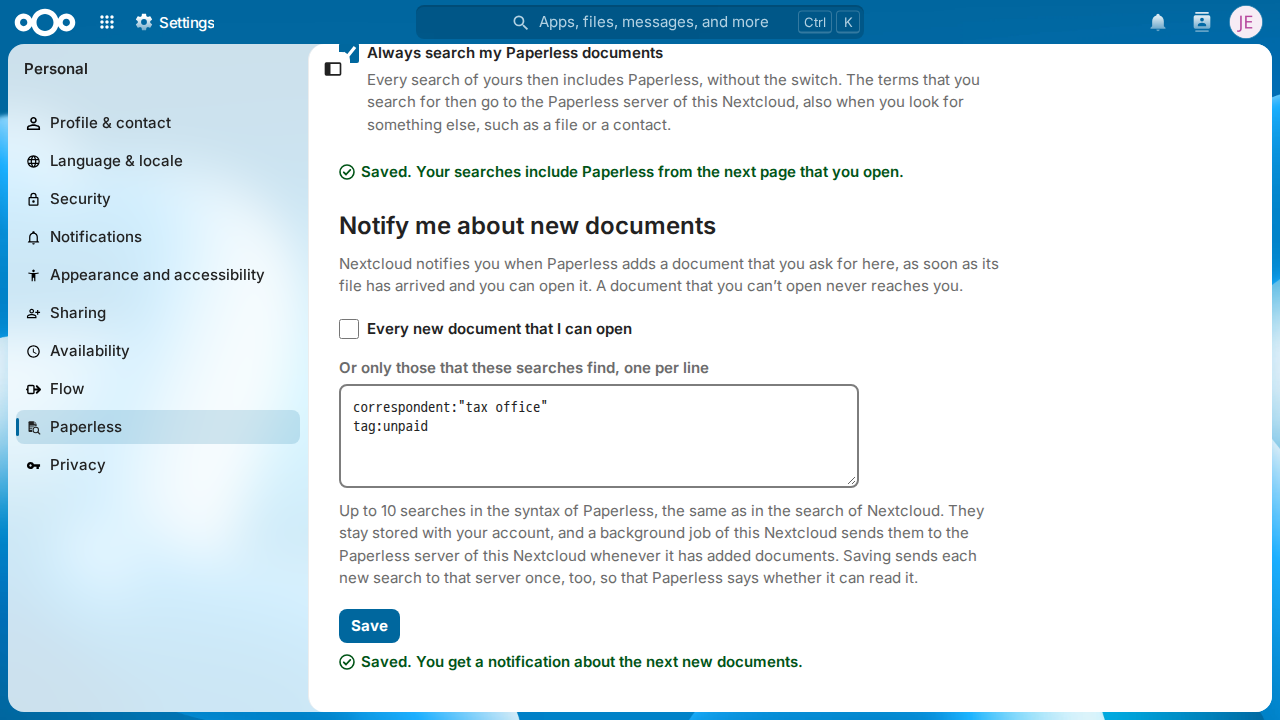 Settings
Apps, files, messages, and more
Ctrl K
JE
Personal
Profile & contact
Language & locale
Security
Notifications
Appearance and accessibility
Sharing
Availability
Flow
Paperless
Privacy
Always search my Paperless documents
Every search of yours then includes Paperless, without the switch. The terms that you
search for then go to the Paperless server of this Nextcloud, also when you look for
something else, such as a file or a contact.
Saved. Your searches include Paperless from the next page that you open.
Notify me about new documents
Nextcloud notifies you when Paperless adds a document that you ask for here, as soon as its
file has arrived and you can open it. A document that you can’t open never reaches you.
Every new document that I can open
Or only those that these searches find, one per line
correspondent:"tax office"
tag:unpaid
Up to 10 searches in the syntax of Paperless, the same as in the search of Nextcloud. They
stay stored with your account, and a background job of this Nextcloud sends them to the
Paperless server of this Nextcloud whenever it has added documents. Saving sends each
new search to that server once, too, so that Paperless says whether it can read it.
Save
Saved. You get a notification about the next new documents.